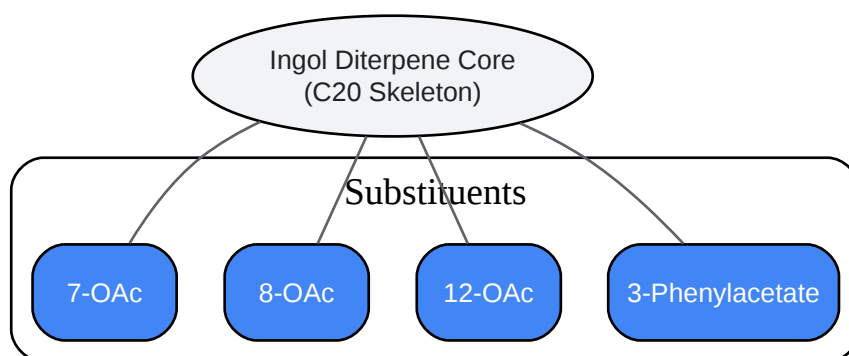 Ingol Diterpene Core
(C20 Skeleton)
Substituents
7-OAc
8-OAc
12-OAc
3-Phenylacetate